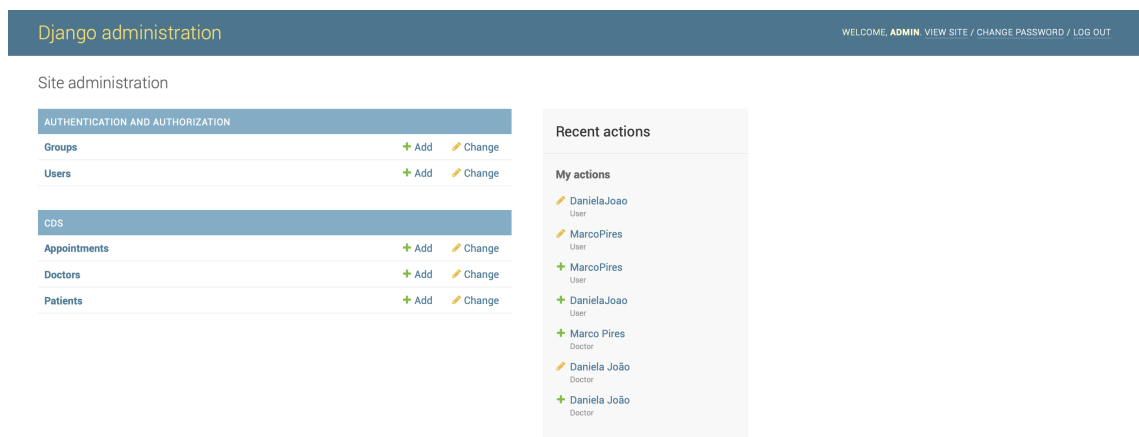 Django administration
WELCOME, ADMIN. VIEW SITE / CHANGE PASSWORD / LOG OUT
Site administration
AUTHENTICATION AND AUTHORIZATION
Groups Add Change
Users Add Change
CDS
Appointments Add Change
Doctors Add Change
Patients Add Change
Recent actions
My actions
DanielaJoao
User
MarcoPires
User
MarcoPires
User
DanielaJoao
User
Marco Pires
Doctor
Daniela João
Doctor
Daniela João
Doctor